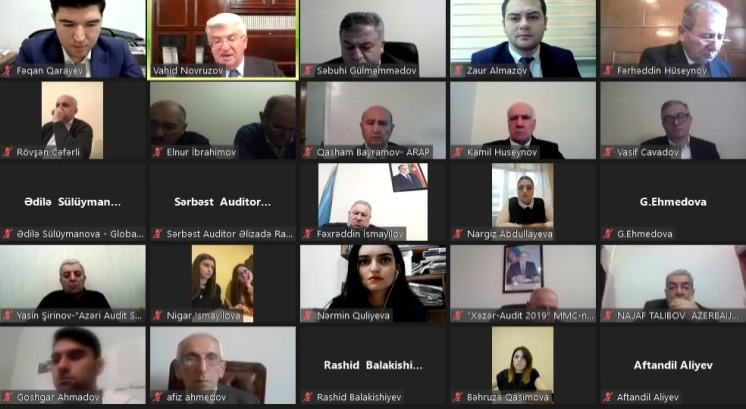 Fəqan Qarayev
Vahid Novruzov
Səbuhi Gülməmmədov
Zaur Almazov
Fərhəddin Hüseynov
Rövşən Cəfərli
Elnur İbrahimov
Qasham Bayramov- ARAP
Kamil Huseynov
Vasif Cavadov
Ədilə Sülüyman...
Sərbəst Auditor...
G.Ehmedova
Ədilə Sülüymanova - Globa...
Sərbəst Auditor Əlizadə Ra...
Fəxrəddin İsmayılov
Nargiz Abdullayeva
G.Ehmedova
Yasin Şirinov-"Azəri Audit S...
Nigar Ismayilova
Nərmin Quliyeva
"Xəzər-Audit 2019" MMC-n...
NAJAF TALIBOV AZERBAIJ...
Rashid Balakishi...
Aftandil Aliyev
Goshgar Ahmadov
afiz ahmedov
Rashid Balakishiyev
Bəhruzə Qasımova
Aftandil Aliyev